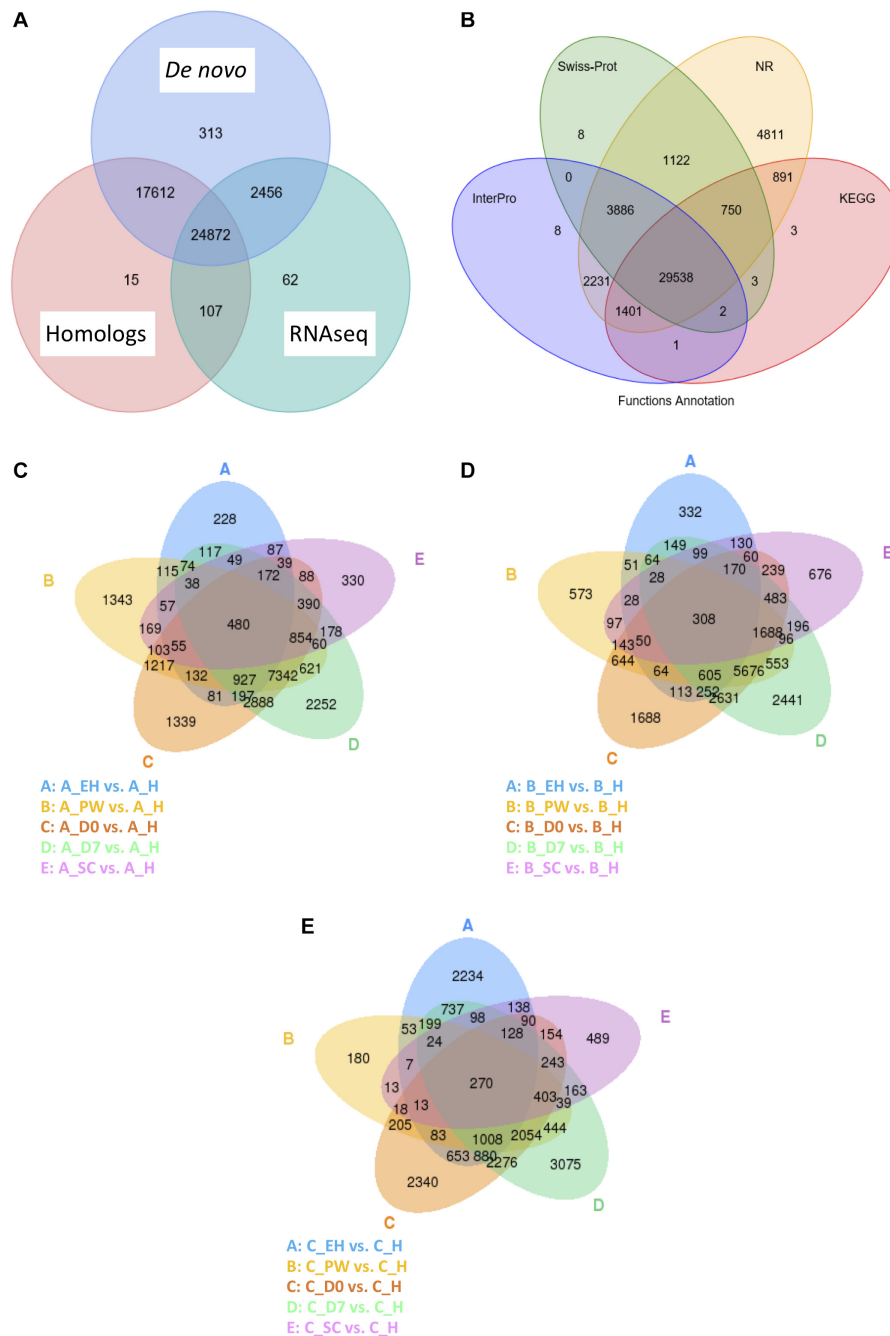 A
De novo
313
17612
2456
24872
15
62
107
Homologs
RNAseq
B
Swiss-Prot
NR
8
4811
1122
0
891
InterPro
KEGG
3886
750
8
3
29538
2231
3
1401
2
1
Functions Annotation
C
A
228
E
117
87
49
39
115
74
172
88
330
B
38
1343
57
390
480
169
178
854
60
103
55
1217
621
132
927
7342
81
197
2888
2252
1339
D
C
A: A_EH vs. A_H
B: A_PW vs. A_H
C: A_D0 vs. A_H
D: A_D7 vs. A_H
E: A_SC vs. A_H
D
A
332
E
149
130
99
60
51
64
170
239
676
B
28
573
28
483
308
97
196
1688
96
143
50
644
553
64
605
5676
113
252
2631
2441
1688
D
C
A: B_EH vs. B_H
B: B_PW vs. B_H
C: B_D0 vs. B_H
D: B_D7 vs. B_H
E: B_SC vs. B_H
E
A
2234
737
138
98
90
E
53
199
128
154
489
B
24
180
7
243
270
13
163
403
39
18
13
205
444
83
1008
2054
653
880
2276
3075
2340
D
C
A: C_EH vs. C_H
B: C_PW vs. C_H
C: C_D0 vs. C_H
D: C_D7 vs. C_H
E: C_SC vs. C_H